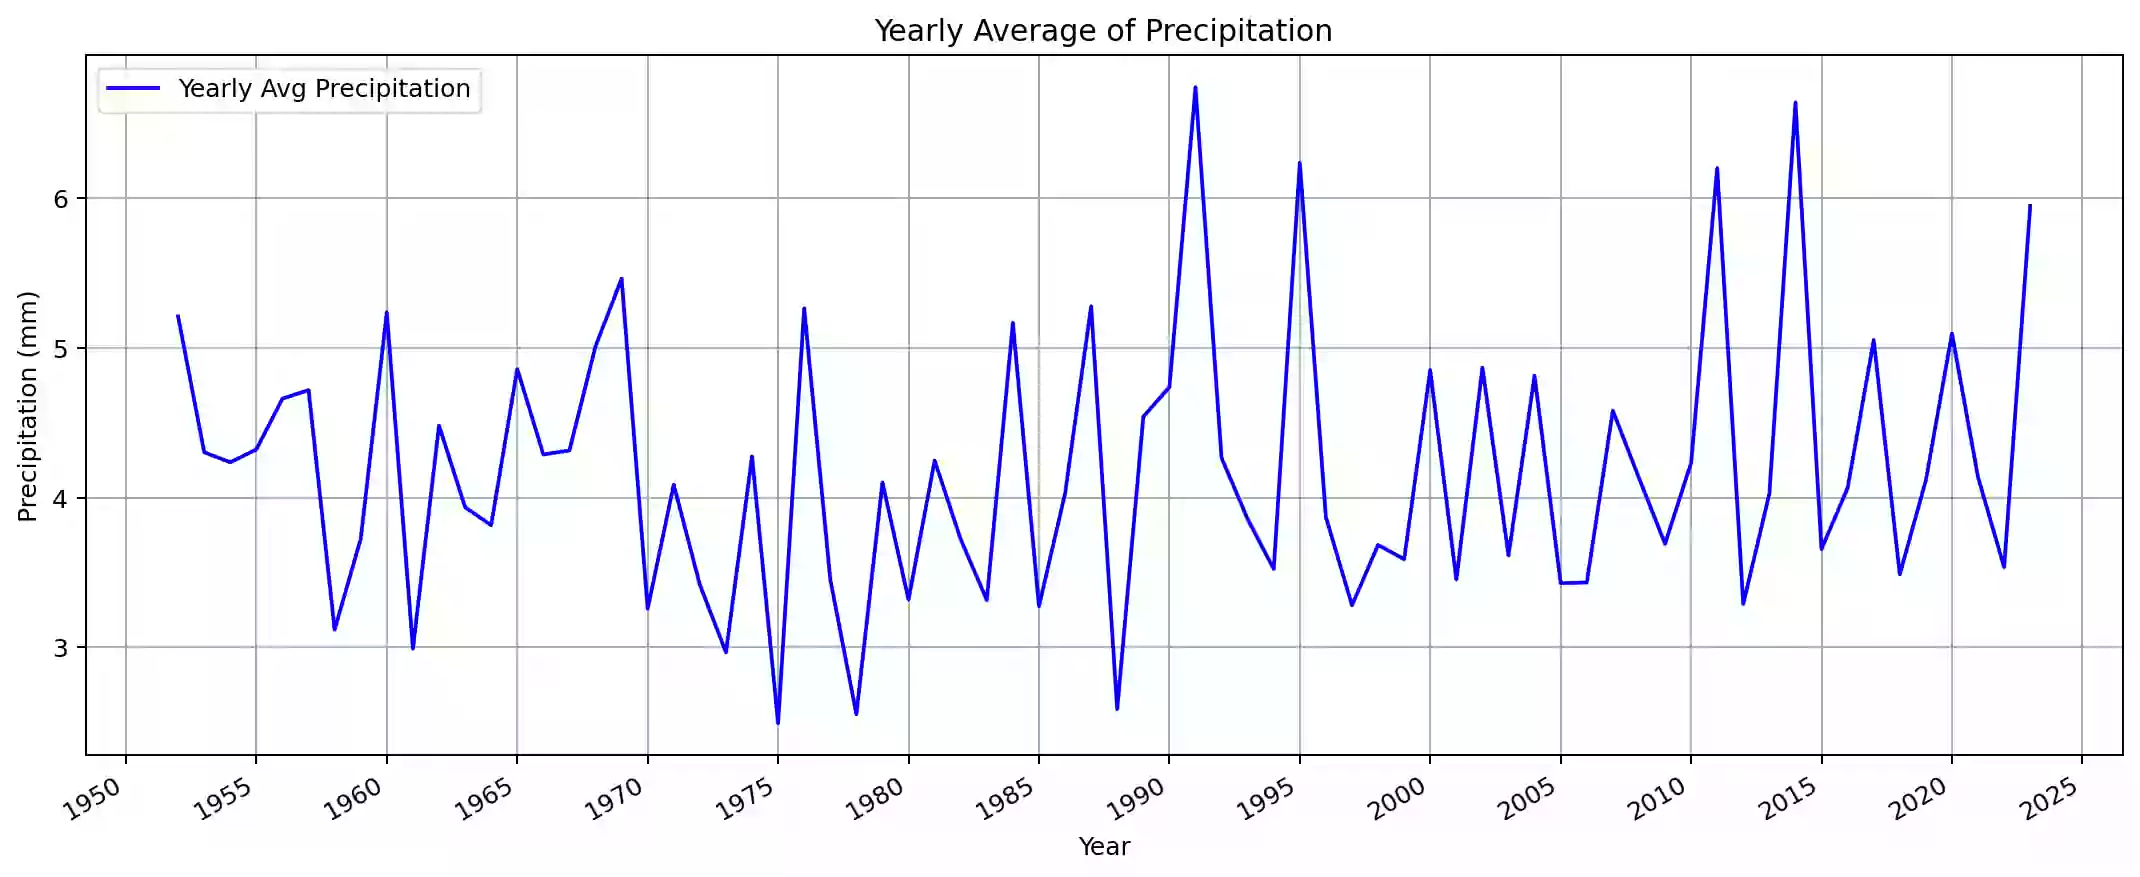 Yearly Average of Precipitation
Yearly Avg Precipitation
Precipitation (mm)
6
5
4
3
1950 1955 1960 1965 1970 1975 1980 1985 1990 1995 2000 2005 2010 2015 2020 2025
Year